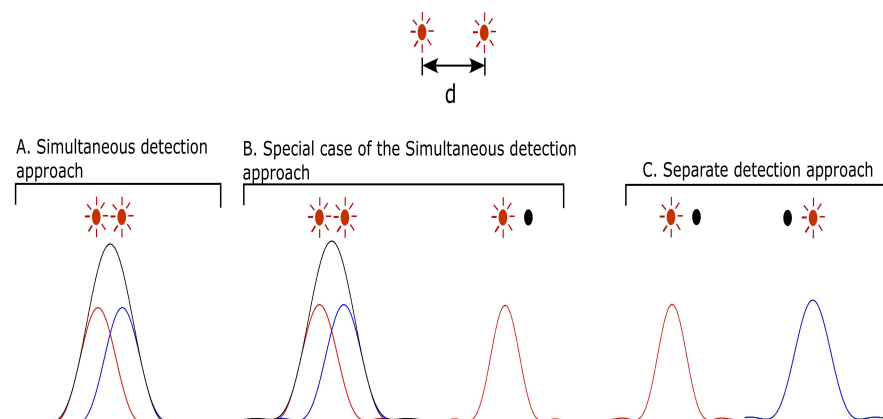 d
A. Simultaneous detection
approach
B. Special case of the Simultaneous detection
approach
C. Separate detection approach